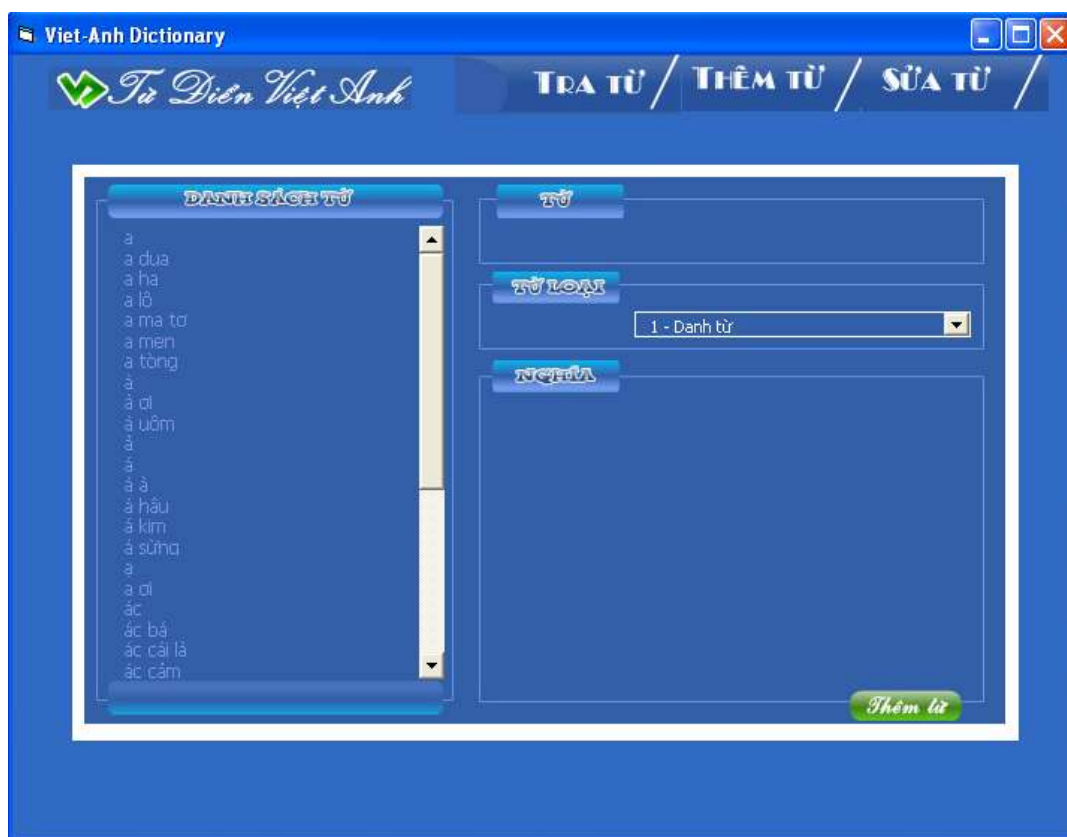 Viet-Anh Dictionary
Từ Điển Việt Anh
TRA TỪ / THÊM TỪ / SỬA TỪ /
DANH SÁCH TỪ
a
a dua
a ha
a lô
a ma tơ
a men
a tòng
à
à ơi
à uôm
ả
á
á à
á hậu
á kim
á sừng
ạ
ạ ơi
ác
ác bá
ác cái là
ác cảm
TỪ
TỪ LOẠI
1 - Danh từ
NGHĨA
Thêm từ